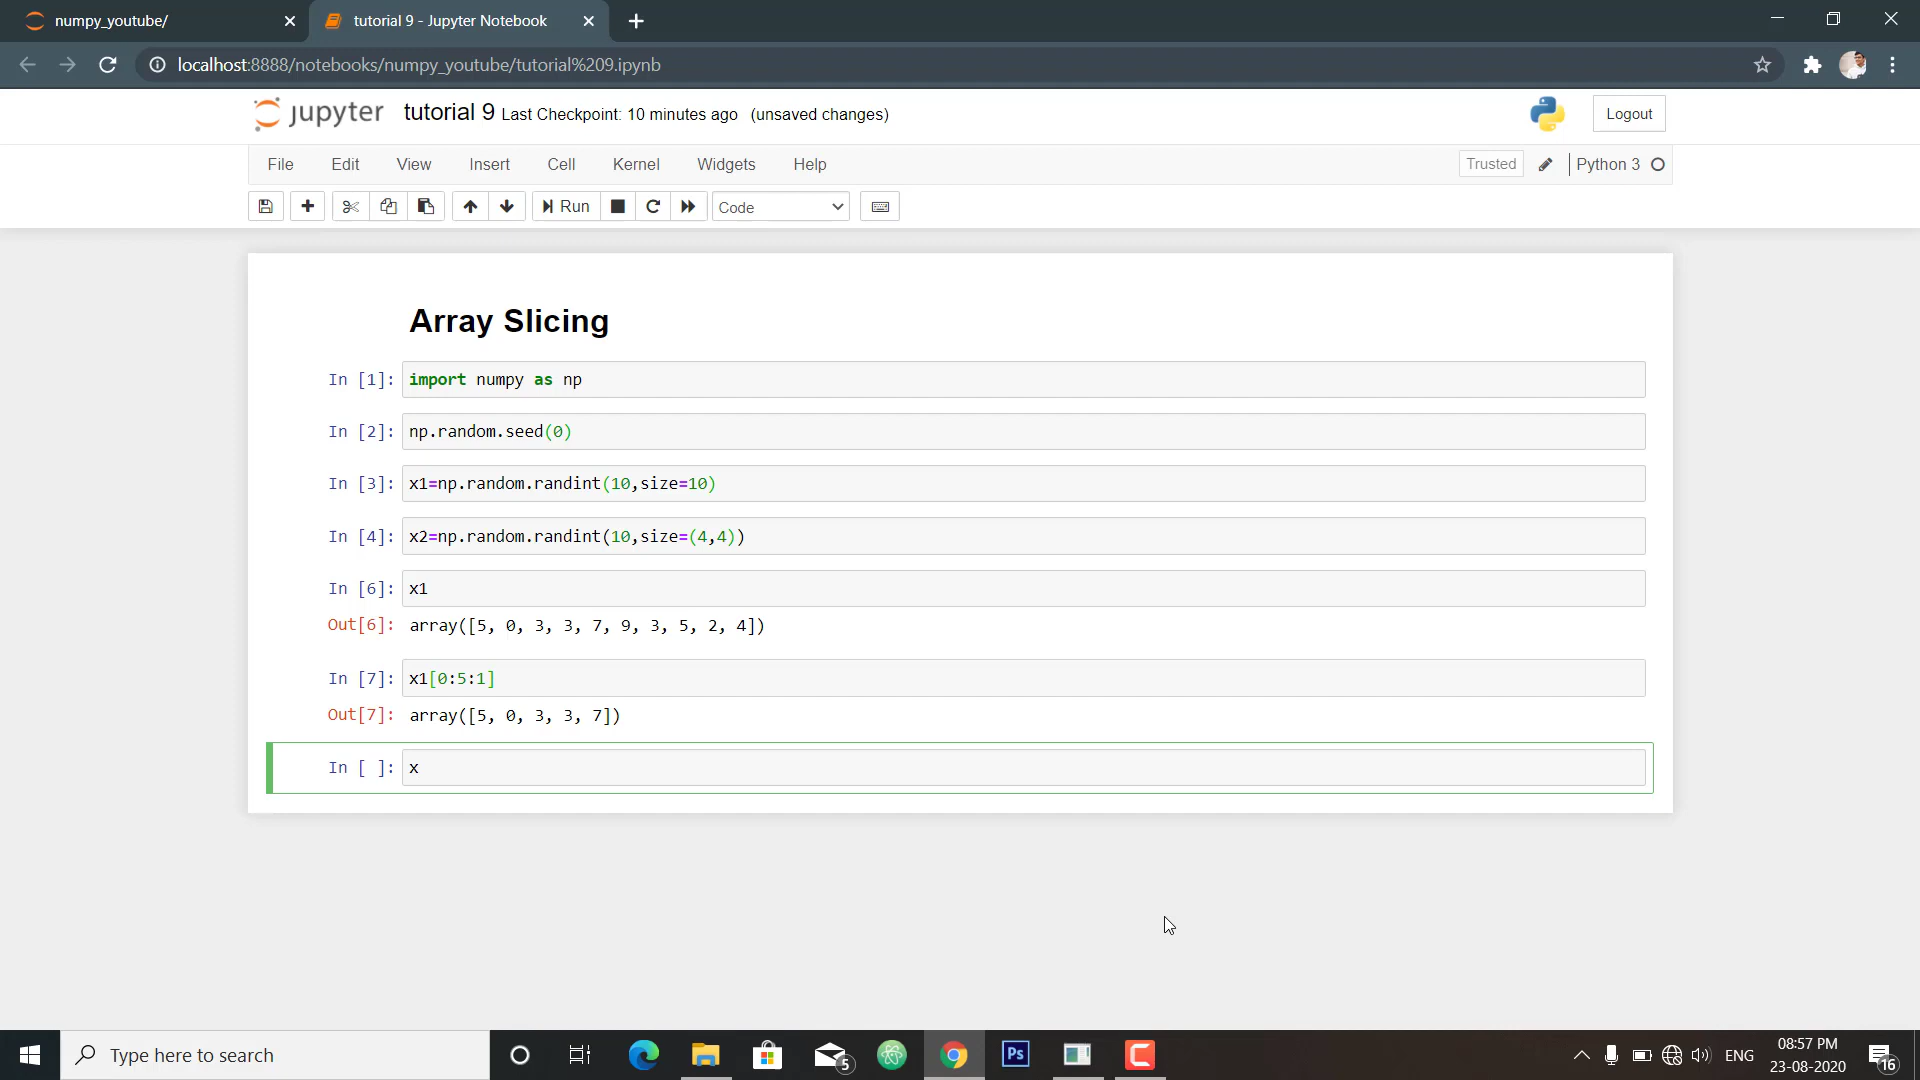 numpy_youtube/
tutorial 9 - Jupyter Notebook
localhost:8888/notebooks/numpy_youtube/tutorial%209.ipynb
jupyter tutorial 9 Last Checkpoint: 10 minutes ago (unsaved changes)
Logout
File Edit View Insert Cell Kernel Widgets Help
Trusted
Python 3
Run
Code
Array Slicing
In [1]: import numpy as np
In [2]: np.random.seed(0)
In [3]: x1=np.random.randint(10,size=10)
In [4]: x2=np.random.randint(10,size=(4,4))
In [6]: x1
Out[6]: array([5, 0, 3, 3, 7, 9, 3, 5, 2, 4])
In [7]: x1[0:5:1]
Out[7]: array([5, 0, 3, 3, 7])
In [ ]: x
Type here to search
5
Ps
ENG
08:57 PM
23-08-2020
16